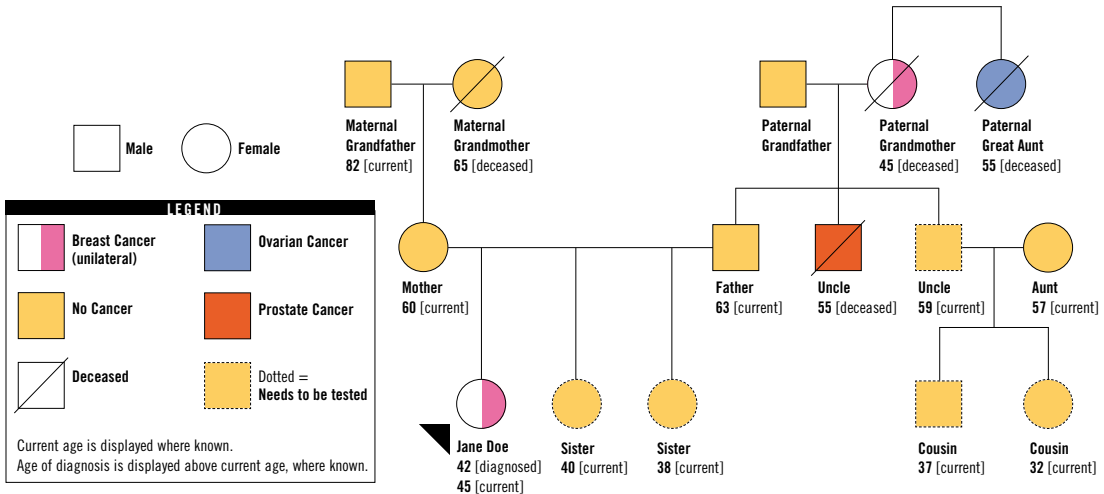 Maternal
Grandfather
82 [current]
Maternal
Grandmother
65 [deceased]
Paternal
Grandfather
Paternal
Grandmother
45 [deceased]
Paternal
Great Aunt
55 [deceased]
Male
Female
LEGEND
Breast Cancer
(unilateral)
Ovarian Cancer
No Cancer
Prostate Cancer
Deceased
Dotted =
Needs to be tested
Current age is displayed where known.
Age of diagnosis is displayed above current age, where known.
Mother
60 [current]
Father
63 [current]
Uncle
55 [deceased]
Uncle
59 [current]
Aunt
57 [current]
Jane Doe
42 [diagnosed]
45 [current]
Sister
40 [current]
Sister
38 [current]
Cousin
37 [current]
Cousin
32 [current]